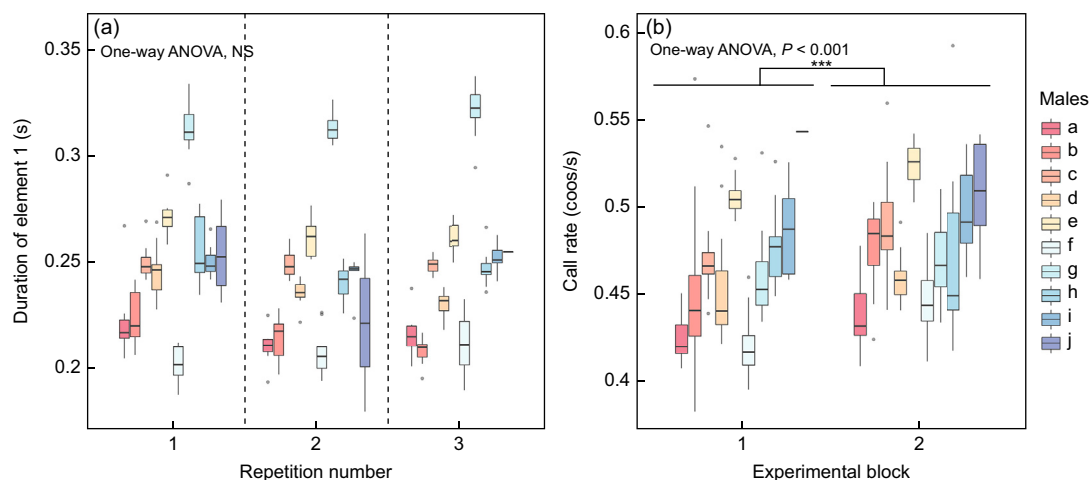 (a)
One-way ANOVA, NS
0.35
0.3
0.25
0.2
Duration of element 1 (s)
1
2
3
Repetition number
(b)
One-way ANOVA, P < 0.001
***
0.6
0.55
0.5
0.45
0.4
Call rate (coos/s)
1
2
Experimental block
Males
a
b
c
d
e
f
g
h
i
j